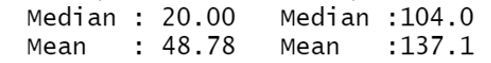 Median : 20.00 Median :104.0
Mean : 48.78 Mean :137.1